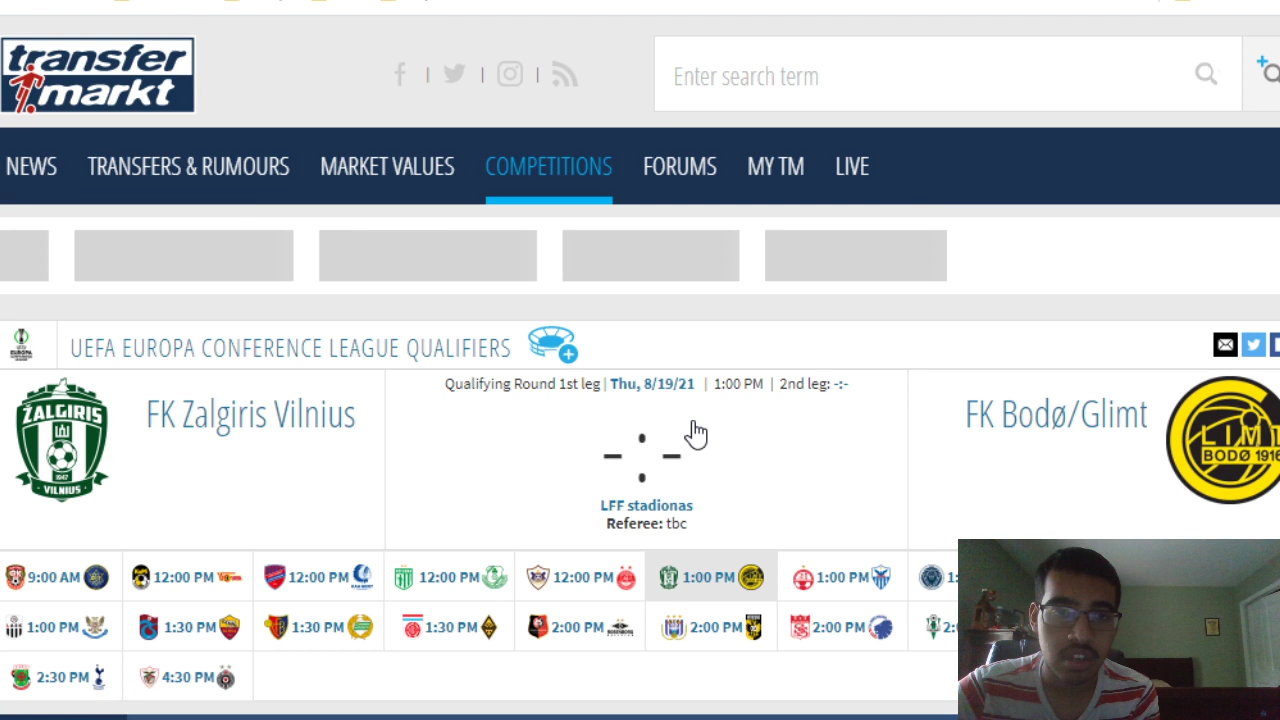 transfer
markt
Enter search term
NEWS TRANSFERS & RUMOURS MARKET VALUES COMPETITIONS FORUMS MY TM LIVE
UEFA EUROPA CONFERENCE LEAGUE QUALIFIERS
Qualifying Round 1st leg | Thu, 8/19/21 | 1:00 PM | 2nd leg: -:-
ŽALGIRIS
1947
VILNIUS
FK Zalgiris Vilnius
- : -
FK Bodø/Glimt
LIMT
BODØ 1916
LFF stadionas
Referee: tbc
9:00 AM 12:00 PM 12:00 PM 12:00 PM 12:00 PM 1:00 PM 1:00 PM 1:
1:00 PM 1:30 PM 1:30 PM 1:30 PM 2:00 PM 2:00 PM 2:00 PM 2:
2:30 PM 4:30 PM